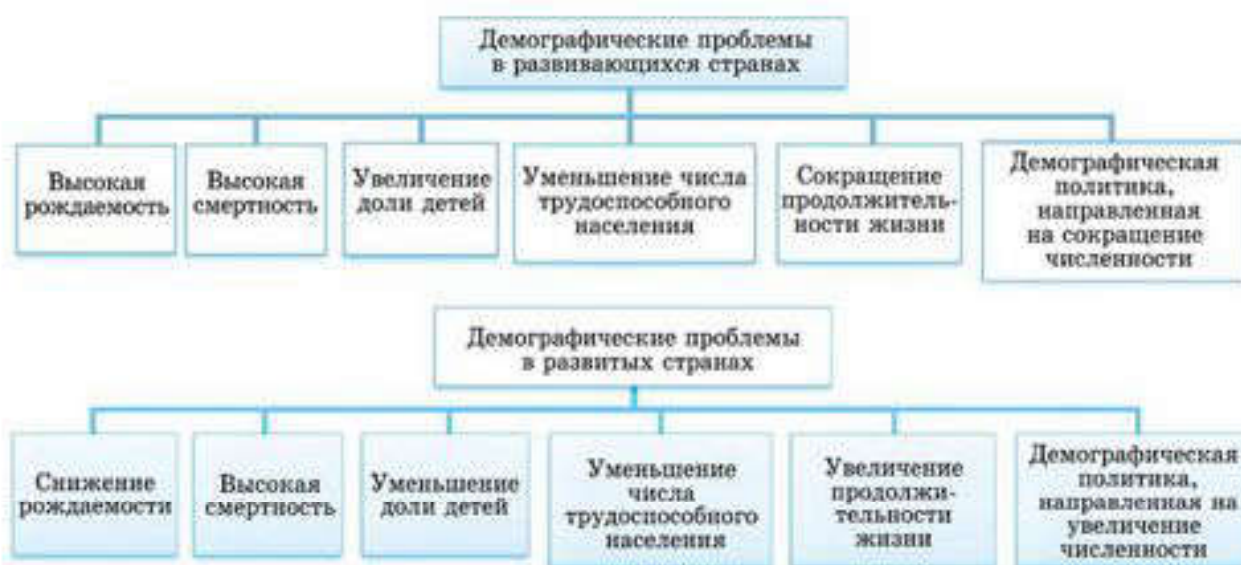 Демографические проблемы
в развивающихся странах
Высокая
рождаемость
Высокая
смертность
Увеличение
доли детей
Уменьшение числа
трудоспособного
населения
Сокращение
продолжитель-
ности жизни
Демографическая
политика,
направленная
на сокращение
численности
Демографические проблемы
в развитых странах
Снижение
рождаемости
Высокая
смертность
Уменьшение
доли детей
Уменьшение
числа
трудоспособного
населения
Увеличение
продолжи-
тельности
жизни
Демографическая
политика,
направленная на
увеличение
численности